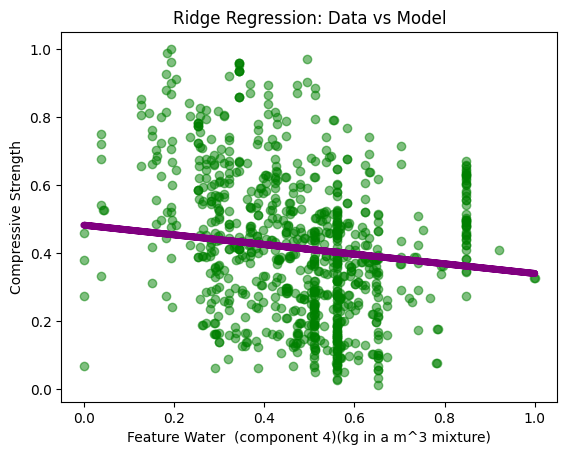 Ridge Regression: Data vs Model
Compressive Strength
1.0
0.8
0.6
0.4
0.2
0.0
0.0 0.2 0.4 0.6 0.8 1.0
Feature Water  (component 4)(kg in a m^3 mixture)